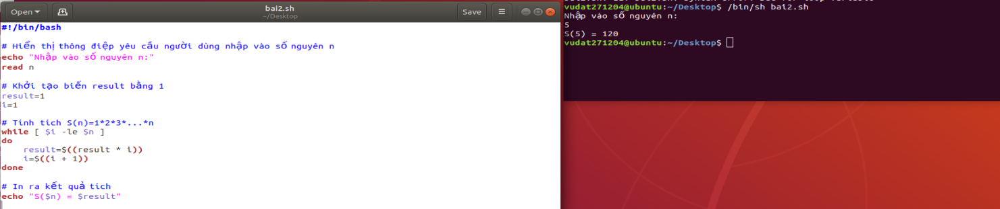 Open
bai2.sh
~/Desktop
Save
#!/bin/bash
# Hiển thị thông điệp yêu cầu người dùng nhập vào số nguyên n
echo "Nhập vào số nguyên n:"
read n
# Khởi tạo biến result bằng 1
result=1
i=1
# Tính tích S(n)=1*2*3*...*n
while [ $i -le $n ]
do
    result=$((result * i))
    i=$((i + 1))
done
# In ra kết quả tích
echo "S($n) = $result"
vudat271204@ubuntu:~/Desktop$ /bin/sh bai2.sh
Nhập vào số nguyên n:
5
S(5) = 120
vudat271204@ubuntu:~/Desktop$